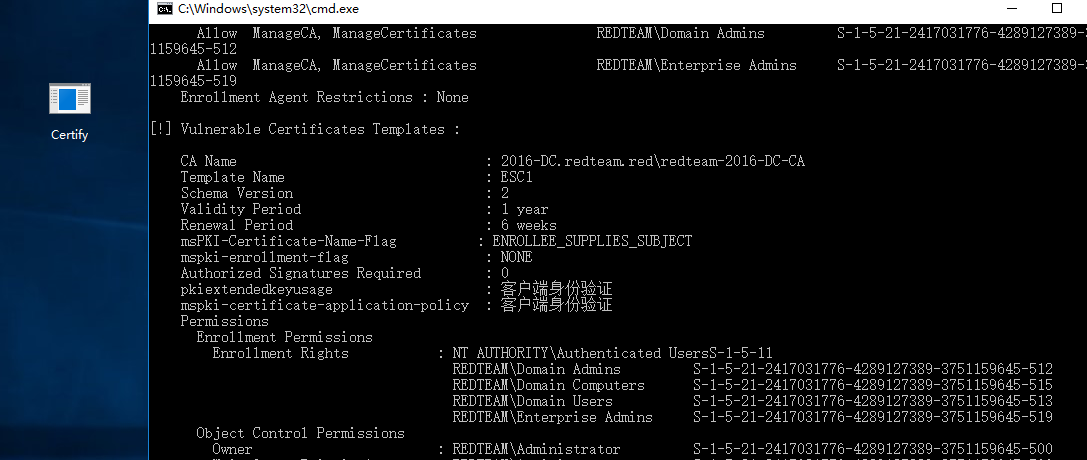 C:\Windows\system32\cmd.exe
Certify
Allow ManageCA, ManageCertificates REDTEAM\Domain Admins S-1-5-21-2417031776-4289127389-
1159645-512
Allow ManageCA, ManageCertificates REDTEAM\Enterprise Admins S-1-5-21-2417031776-4289127389-
1159645-519
Enrollment Agent Restrictions : None
[!] Vulnerable Certificates Templates :
CA Name : 2016-DC.redteam.red\redteam-2016-DC-CA
Template Name : ESC1
Schema Version : 2
Validity Period : 1 year
Renewal Period : 6 weeks
msPKI-Certificate-Name-Flag : ENROLLEE_SUPPLIES_SUBJECT
mspki-enrollment-flag : NONE
Authorized Signatures Required : 0
pkiextendedkeyusage : 客户端身份验证
mspki-certificate-application-policy : 客户端身份验证
Permissions
Enrollment Permissions
Enrollment Rights : NT AUTHORITY\Authenticated UsersS-1-5-11
REDTEAM\Domain Admins S-1-5-21-2417031776-4289127389-3751159645-512
REDTEAM\Domain Computers S-1-5-21-2417031776-4289127389-3751159645-515
REDTEAM\Domain Users S-1-5-21-2417031776-4289127389-3751159645-513
REDTEAM\Enterprise Admins S-1-5-21-2417031776-4289127389-3751159645-519
Object Control Permissions
Owner : REDTEAM\Administrator S-1-5-21-2417031776-4289127389-3751159645-500